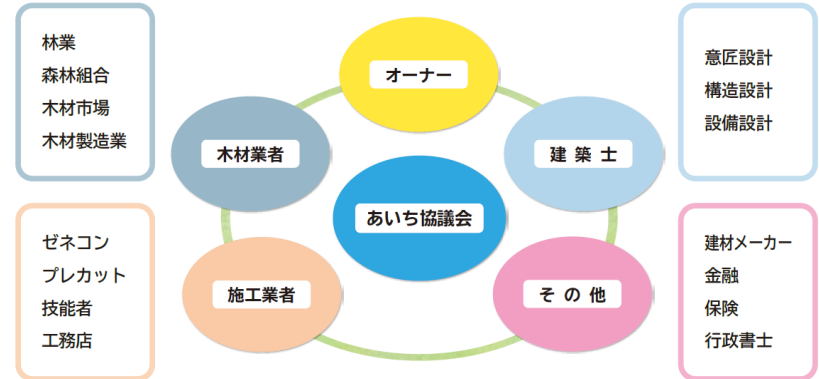 林業
森林組合
木材市場
木材製造業
オーナー
意匠設計
構造設計
設備設計
木材業者
建築士
あいち協議会
ゼネコン
プレカット
技能者
工務店
施工業者
その他
建材メーカー
金融
保険
行政書士